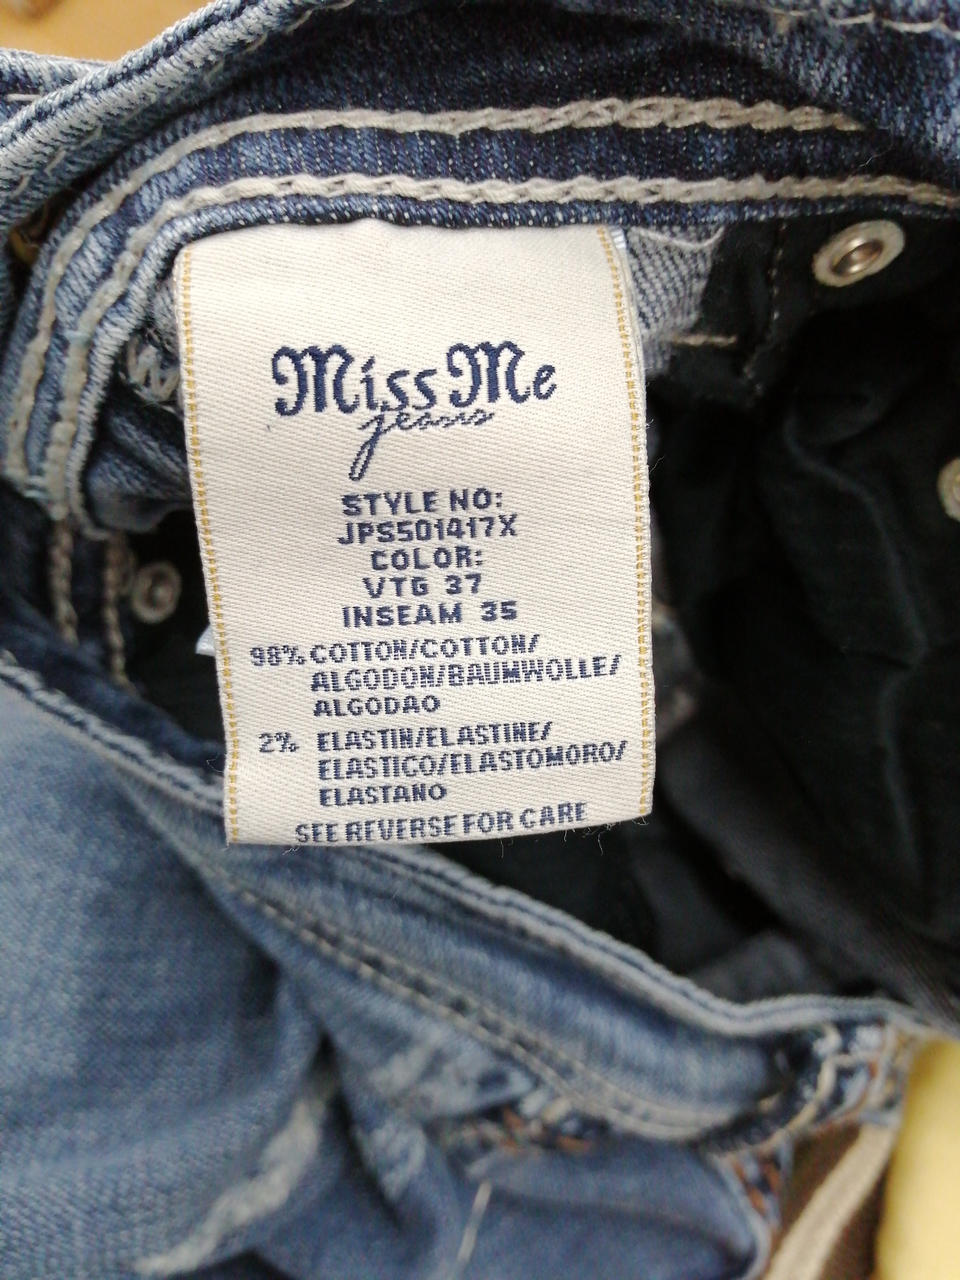 Miss Me
jeans
STYLE NO:
JPS501417X
COLOR:
VTG 37
INSEAM 35
98% COTTON/COTTON/
ALGODON/BAUMWOLLE/
ALGODAO
2% ELASTIN/ELASTINE/
ELASTICO/ELASTOMORO/
ELASTANO
SEE REVERSE FOR CARE